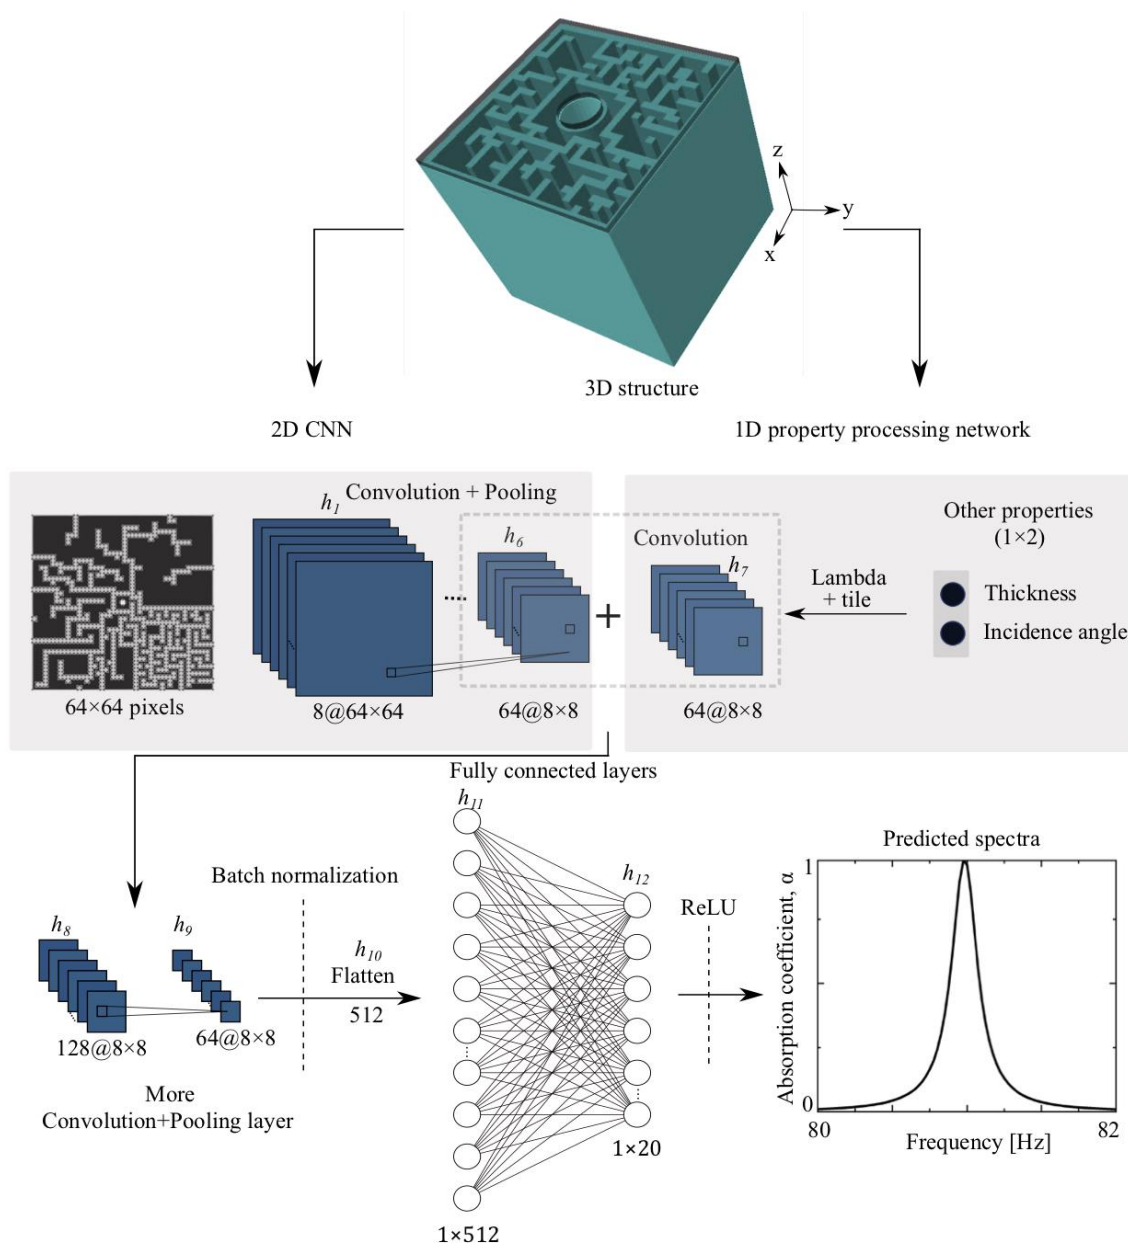 z
y
x
3D structure
2D CNN
1D property processing network
Convolution + Pooling
h1
h6
Convolution
h7
Other properties
(1×2)
Lambda
+ tile
Thickness
Incidence angle
+
64×64 pixels
8@64×64
64@8×8
64@8×8
Fully connected layers
h11
Predicted spectra
Batch normalization
h12
ReLU
h8
h9
h10
Flatten
512
128@8×8
64@8×8
More
Convolution+Pooling layer
1×20
1×512
Absorption coefficient, α
1
0
80
82
Frequency [Hz]